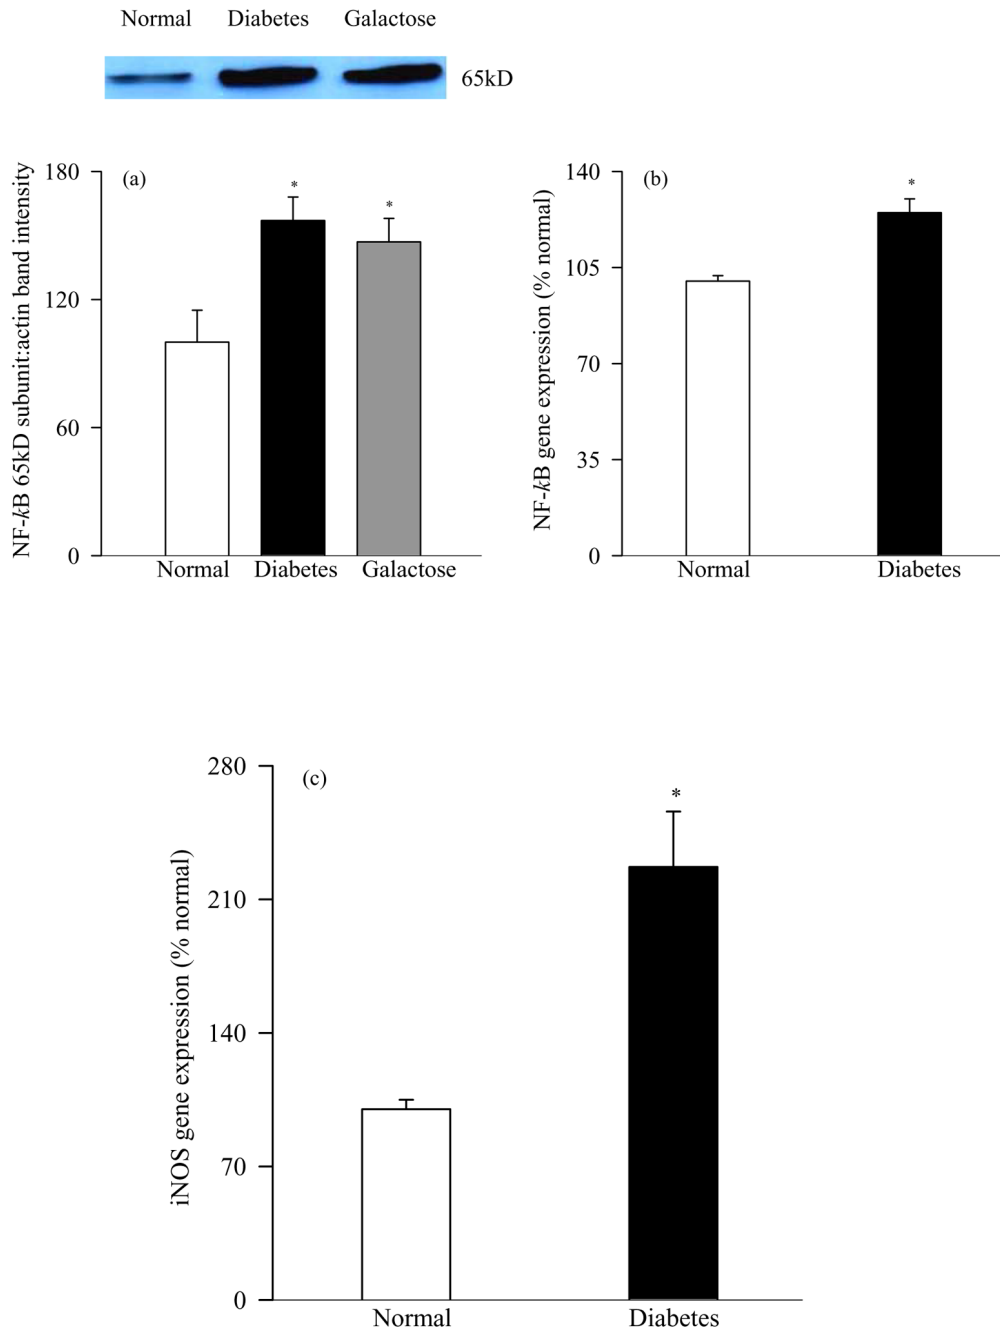 Normal Diabetes Galactose
65kD
(a)
NF-kB 65kD subunit:actin band intensity
180
120
60
0
*
*
Normal Diabetes Galactose
(b)
NF-kB gene expression (% normal)
140
105
70
35
0
*
Normal Diabetes
(c)
iNOS gene expression (% normal)
280
210
140
70
0
*
Normal Diabetes